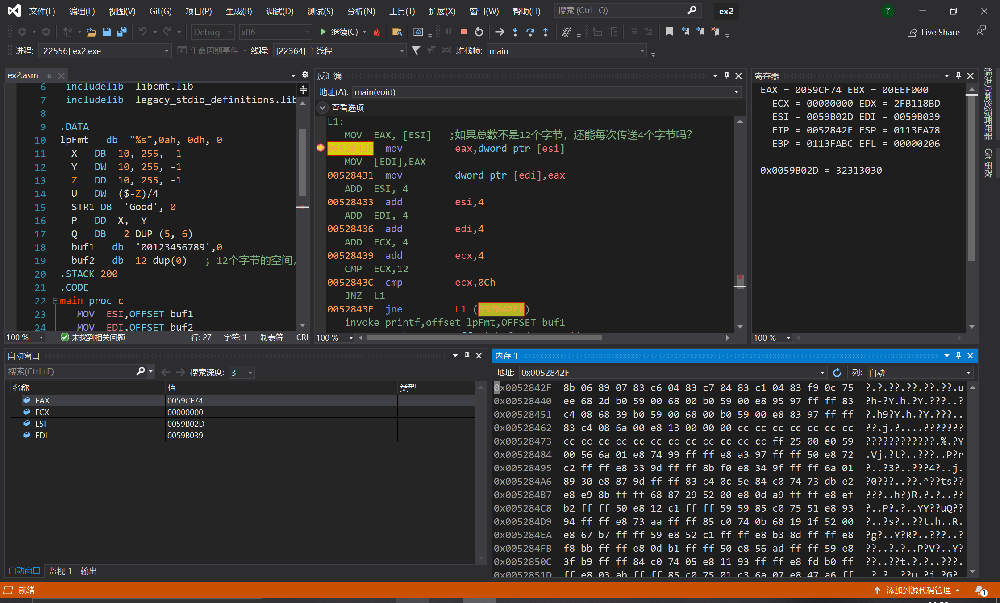 文件(F) 编辑(E) 视图(V) Git(G) 项目(P) 生成(B) 调试(D) 测试(S) 分析(N) 工具(T) 扩展(X) 窗口(W) 帮助(H) 搜索 (Ctrl+Q) ex2 子
Debug x86 继续(C) Live Share
进程: [22556] ex2.exe 生命周期事件 线程: [22364] 主线程 堆栈帧: main
ex2.asm
6 includelib libcmt.lib
7 includelib legacy_stdio_definitions.lib
8
9 .DATA
10 lpFmt db "%s",0ah, 0dh, 0
11 X DB 10, 255, -1
12 Y DW 10, 255, -1
13 Z DD 10, 255, -1
14 U DW ($-Z)/4
15 STR1 DB 'Good', 0
16 P DD X, Y
17 Q DB 2 DUP (5, 6)
18 buf1 db '00123456789',0
19 buf2 db 12 dup(0) ; 12个字节的空间,
20 .STACK 200
21 .CODE
22 main proc c
23 MOV ESI,OFFSET buf1
24 MOV EDI,OFFSET buf2
100 % 未找到相关问题 行: 27 字符: 1 制表符 CRL
反汇编
地址(A): main(void)
查看选项
L1:
MOV EAX, [ESI] ;如果总数不是12个字节，还能每次传送4个字节吗?
0052842F mov eax,dword ptr [esi]
MOV [EDI],EAX
00528431 mov dword ptr [edi],eax
ADD ESI, 4
00528433 add esi,4
ADD EDI, 4
00528436 add edi,4
ADD ECX, 4
00528439 add ecx,4
CMP ECX,12
0052843C cmp ecx,0Ch
JNZ L1
0052843F jne L1 (052842Fh)
invoke printf,offset lpFmt,OFFSET buf1
100 %
寄存器
EAX = 0059CF74 EBX = 00EEF000
ECX = 00000000 EDX = 2FB118BD
ESI = 0059B02D EDI = 0059B039
EIP = 0052842F ESP = 0113FA78
EBP = 0113FABC EFL = 00000206
0x0059B02D = 32313030
100 %
解决方案资源管理器
Git 更改
自动窗口
搜索(Ctrl+E) 搜索深度: 3
名称 值 类型
EAX 0059CF74
ECX 00000000
ESI 0059B02D
EDI 0059B039
自动窗口 监视 1 输出
内存 1
地址: 0x0052842F 列: 自动
0x0052842F 8b 06 89 07 83 c6 04 83 c7 04 83 c1 04 83 f9 0c 75 ?.?.??.??.??.??.u
0x00528440 ee 68 2d b0 59 00 68 00 b0 59 00 e8 95 97 ff ff 83 ?h-?Y.h.?Y.???..?
0x00528451 c4 08 68 39 b0 59 00 68 00 b0 59 00 e8 83 97 ff ff ?.h9?Y.h.?Y.???..
0x00528462 83 c4 08 6a 00 e8 13 00 00 00 cc cc cc cc cc cc cc ??.j.?....???????
0x00528473 cc cc cc cc cc cc cc cc cc cc cc cc ff 25 00 e0 59 ????????????.%.?Y
0x00528484 00 56 6a 01 e8 74 99 ff ff e8 a3 97 ff ff 50 e8 72 .Vj.?t?..???..P?r
0x00528495 c2 ff ff e8 33 9d ff ff 8b f0 e8 34 9f ff ff 6a 01 ?..?3?..???4?..j.
0x005284A6 89 30 e8 87 9d ff ff 83 c4 0c 5e 84 c0 74 73 db e2 ?0???..??.^??ts??
0x005284B7 e8 e9 8b ff ff 68 87 29 52 00 e8 0d a9 ff ff e8 ef ???..h?)R.?.?..??
0x005284C8 b2 ff ff 50 e8 12 c1 ff ff 59 59 85 c0 75 51 e8 93 ?..P?.?..YY??uQ??
0x005284D9 94 ff ff e8 73 aa ff ff 85 c0 74 0b 68 19 1f 52 00 ?..?s?..??t.h..R.
0x005284EA e8 67 b7 ff ff 59 e8 52 c1 ff ff e8 b3 8d ff ff e8 ?g?..Y?R?..???..?
0x005284FB f8 bb ff ff e8 0d b1 ff ff 50 e8 56 ad ff ff 59 e8 ??..?.?..P?V?..Y?
0x0052850C 3f b9 ff ff 84 c0 74 05 e8 11 93 ff ff e8 fd b0 ff ??..??t.?.?..???.
0x0052851D ff e8 03 ab ff ff 85 c0 75 01 c3 6a 07 e8 47 a6 ff .?.?..??u.?j.?G?.
就绪 添加到源代码管理 1